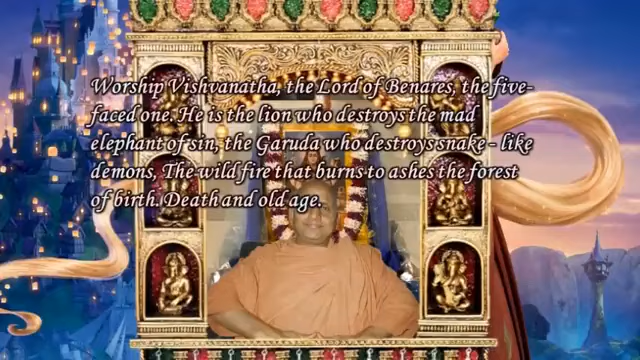 Worship Vishvanatha, the Lord of Benares, the five-
faced one. He is the lion who destroys the mad
elephant of sin, the Garuda who destroys snake - like
demons, The wild fire that burns to ashes the forest
of birth. Death and old age.